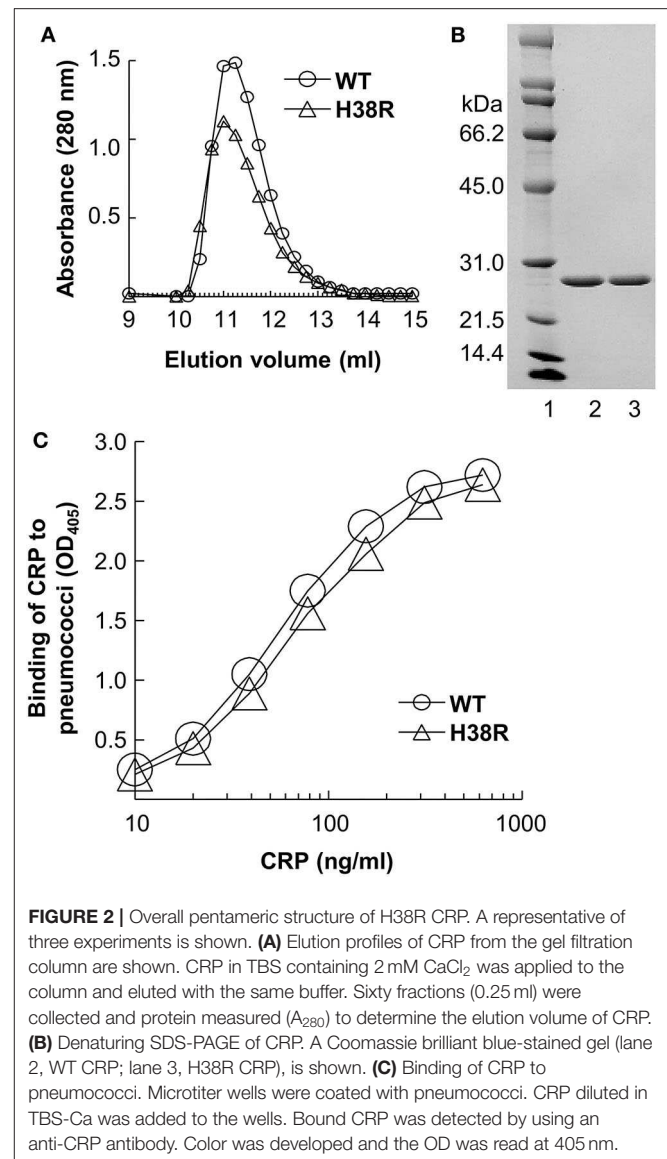 A
1.5
1.0
0.5
Absorbance (280 nm)
WT
H38R
9 10 11 12 13 14 15
Elution volume (ml)
B
kDa
66.2
45.0
31.0
21.5
14.4
1 2 3
C
3.0
2.5
2.0
1.5
1.0
0.5
Binding of CRP to
pneumococci (OD405)
WT
H38R
10 100 1000
CRP (ng/ml)
FIGURE 2 | Overall pentameric structure of H38R CRP. A representative of
three experiments is shown. (A) Elution profiles of CRP from the gel filtration
column are shown. CRP in TBS containing 2 mM CaCl2 was applied to the
column and eluted with the same buffer. Sixty fractions (0.25 ml) were
collected and protein measured (A280) to determine the elution volume of CRP.
(B) Denaturing SDS-PAGE of CRP. A Coomassie brilliant blue-stained gel (lane
2, WT CRP; lane 3, H38R CRP), is shown. (C) Binding of CRP to
pneumococci. Microtiter wells were coated with pneumococci. CRP diluted in
TBS-Ca was added to the wells. Bound CRP was detected by using an
anti-CRP antibody. Color was developed and the OD was read at 405 nm.